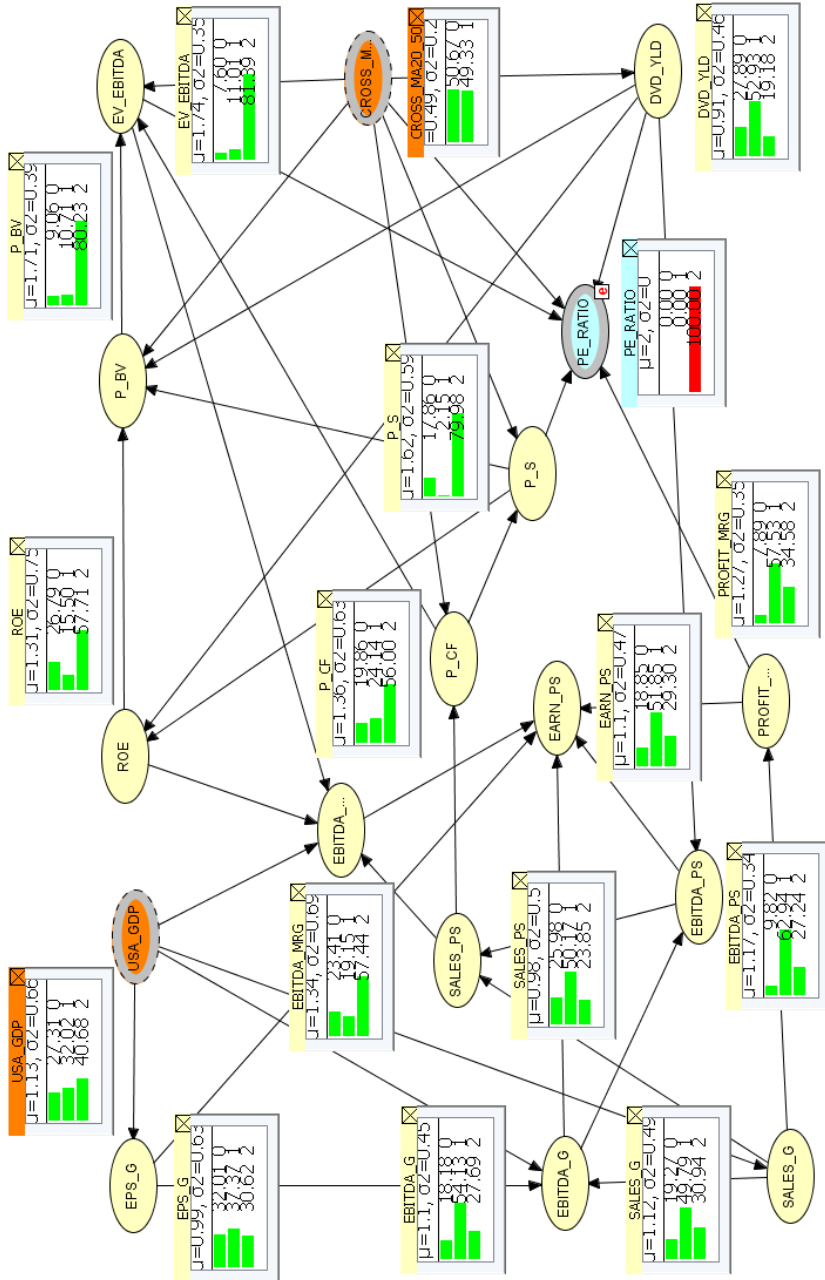 USA_GDP
μ=1.13, σ2=0.66
27.31 0
32.02 1
40.68 2
ROE
μ=1.31, σ2=0.75
26.79 0
15.50 1
57.71 2
P_BV
μ=1.71, σ2=0.39
9.06 0
10.71 1
80.23 2
EPS_G
USA_GDP
ROE
P_BV
EV_EBITDA
EPS_G
μ=0.99, σ2=0.63
32.01 0
37.37 1
30.62 2
EV_EBITDA
μ=1.74, σ2=0.35
7.60 0
11.01 1
81.39 2
EBITDA_MRG
μ=1.34, σ2=0.69
23.41 0
19.15 1
57.44 2
EBITDA_...
P_CF
μ=1.36, σ2=0.63
19.86 0
24.14 1
56.00 2
CROSS_M...
P_S
μ=1.62, σ2=0.59
17.86 0
2.15 1
79.98 2
CROSS_MA20_50
=0.49, σ2=0.2
50.67 0
49.33 1
EBITDA_G
μ=1.1, σ2=0.45
18.18 0
54.13 1
27.69 2
SALES_PS
P_CF
SALES_PS
μ=0.98, σ2=0.5
25.98 0
50.17 1
23.85 2
P_S
EBITDA_G
EARN_PS
PE_RATIO
e
EARN_PS
μ=1.1, σ2=0.47
18.85 0
51.85 1
29.30 2
PE_RATIO
μ=2, σ2=0
0.00 0
0.00 1
100.00 2
DVD_YLD
SALES_G
μ=1.12, σ2=0.49
19.27 0
49.79 1
30.94 2
EBITDA_PS
DVD_YLD
μ=0.91, σ2=0.46
27.89 0
52.93 1
19.18 2
PROFIT_MRG
μ=1.27, σ2=0.35
7.89 0
57.53 1
34.58 2
EBITDA_PS
μ=1.17, σ2=0.34
9.82 0
62.94 1
27.24 2
SALES_G
PROFIT_...